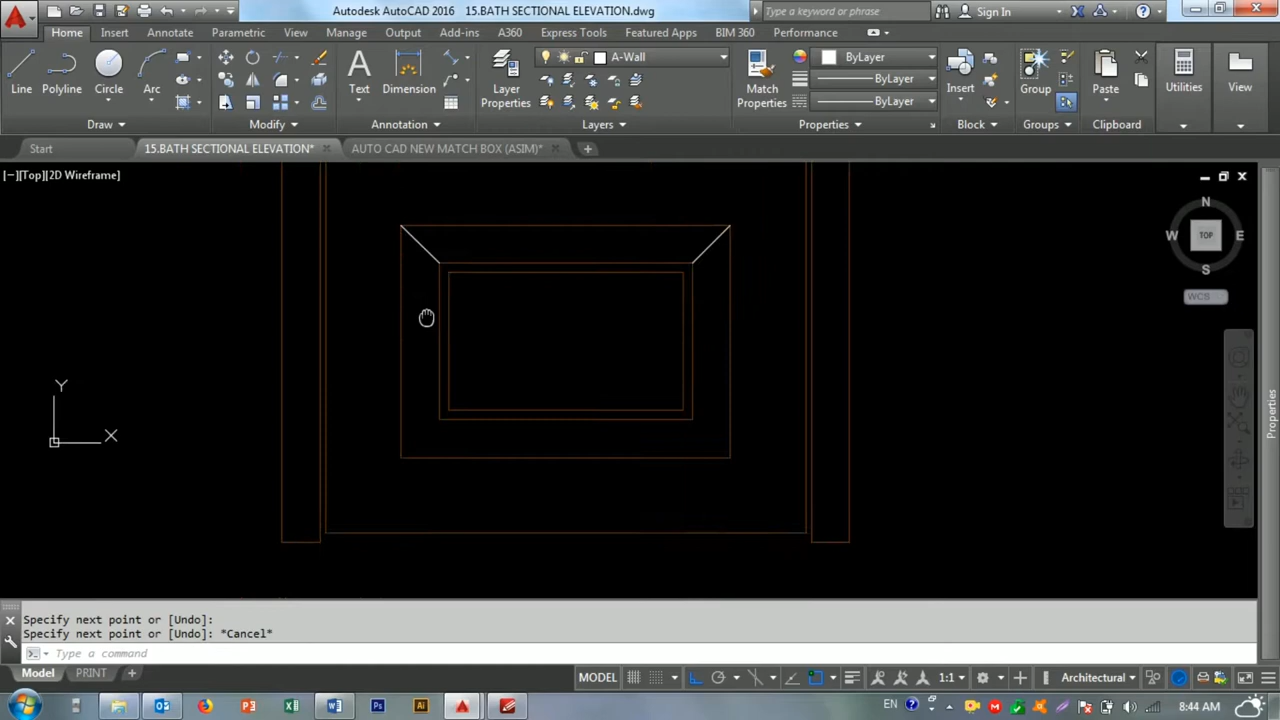 Autodesk AutoCAD 2016 15.BATH SECTIONAL ELEVATION.dwg
Type a keyword or phrase
Sign In
Home Insert Annotate Parametric View Manage Output Add-ins A360 Express Tools Featured Apps BIM 360 Performance
A-Wall ByLayer
ByLayer
ByLayer
Line Polyline Circle Arc Text Dimension Layer Properties Match Properties Insert Group Paste Utilities View
Draw Modify Annotation Layers Properties Block Groups Clipboard
Start 15.BATH SECTIONAL ELEVATION* AUTO CAD NEW MATCH BOX (ASIM)*
[−][Top][2D Wireframe]
N
W TOP E
S
WCS
Y
X
Properties
Specify next point or [Undo]:
Specify next point or [Undo]: *Cancel*
Type a command
Model PRINT MODEL 1:1 Architectural
EN 8:44 AM